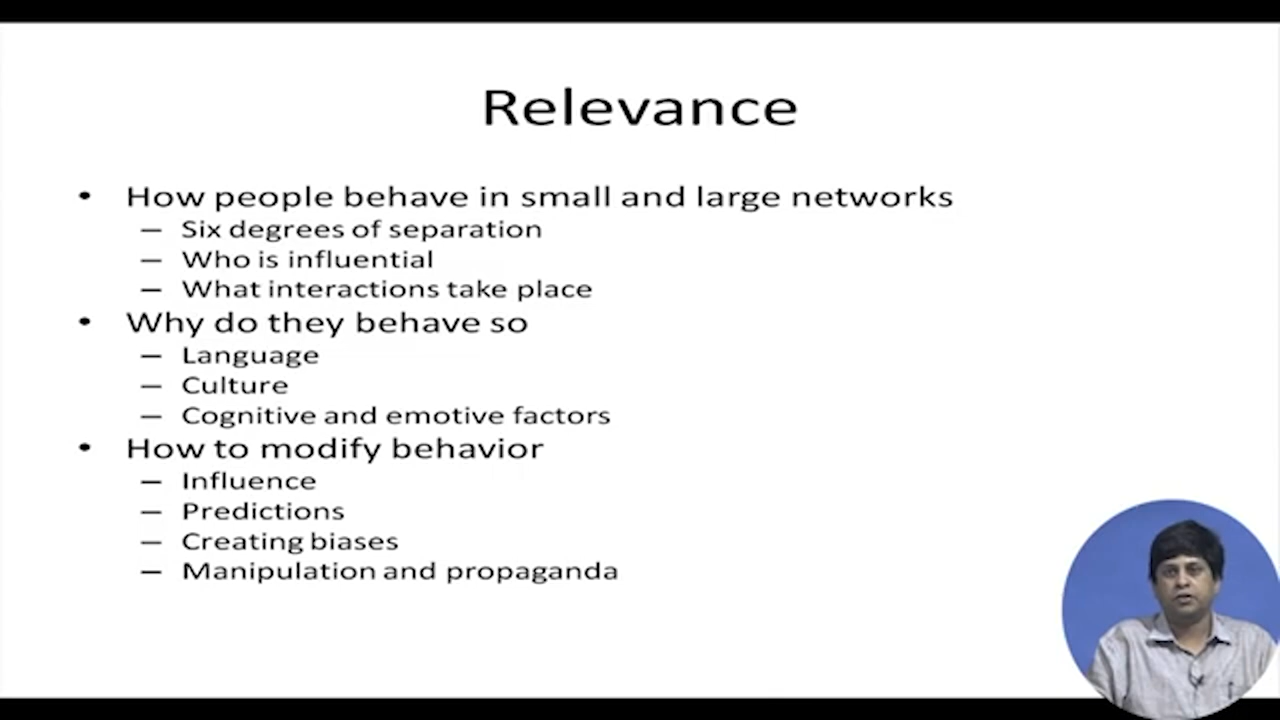 Relevance
• How people behave in small and large networks
– Six degrees of separation
– Who is influential
– What interactions take place
• Why do they behave so
– Language
– Culture
– Cognitive and emotive factors
• How to modify behavior
– Influence
– Predictions
– Creating biases
– Manipulation and propaganda